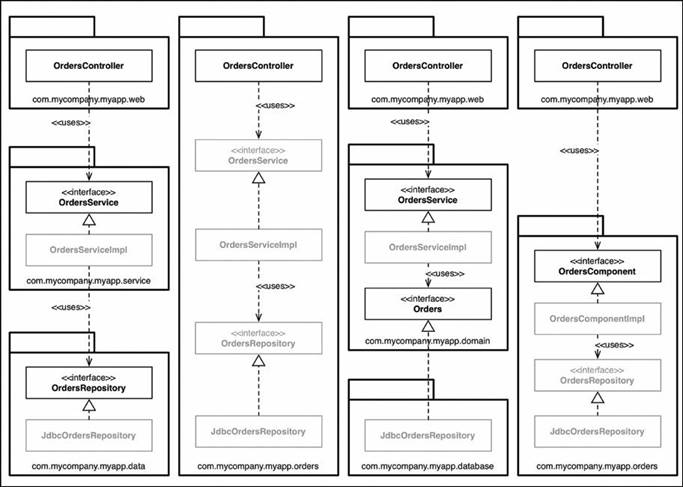 OrdersController
com.mycompany.myapp.web
<<uses>>
<<interface>>
OrdersService
OrdersServiceImpl
com.mycompany.myapp.service
<<uses>>
<<interface>>
OrdersRepository
JdbcOrdersRepository
com.mycompany.myapp.data
OrdersController
<<uses>>
<<interface>>
OrdersService
OrdersServiceImpl
<<uses>>
<<interface>>
OrdersRepository
JdbcOrdersRepository
com.mycompany.myapp.orders
OrdersController
com.mycompany.myapp.web
<<uses>>
<<interface>>
OrdersService
OrdersServiceImpl
<<uses>>
<<interface>>
Orders
com.mycompany.myapp.domain
JdbcOrdersRepository
com.mycompany.myapp.database
OrdersController
com.mycompany.myapp.web
<<uses>>
<<interface>>
OrdersComponent
OrdersComponentImpl
<<uses>>
<<interface>>
OrdersRepository
JdbcOrdersRepository
com.mycompany.myapp.orders